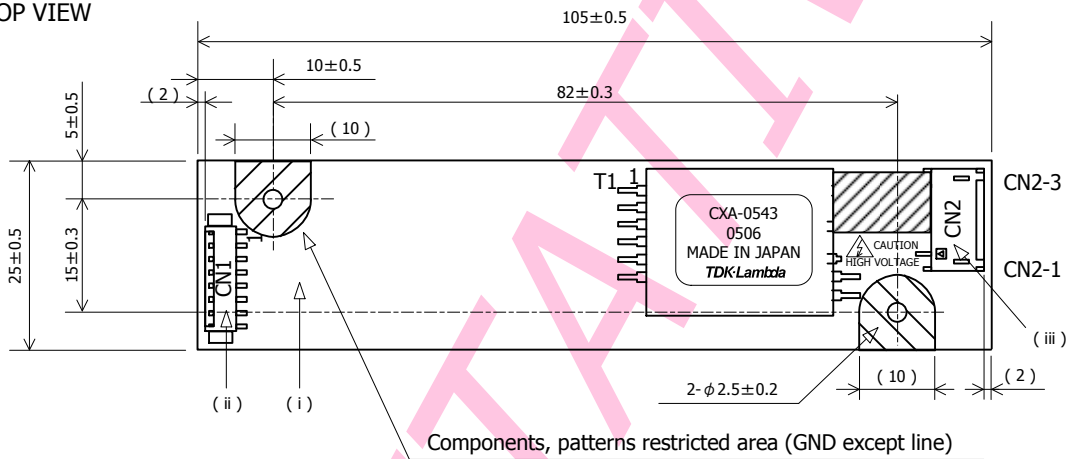 OP VIEW
105±0.5
10±0.5
( 2 )
82±0.3
5±0.5
( 10 )
T1 1
CN2-3
CXA-0543
0506
MADE IN JAPAN
TDK·Lambda
CN2
CAUTION
HIGH VOLTAGE
25±0.5
15±0.3
1
CN1
CN2-1
( iii )
( ii )
( i )
2-φ2.5±0.2
( 10 )
( 2 )
Components, patterns restricted area (GND except line)
TATI